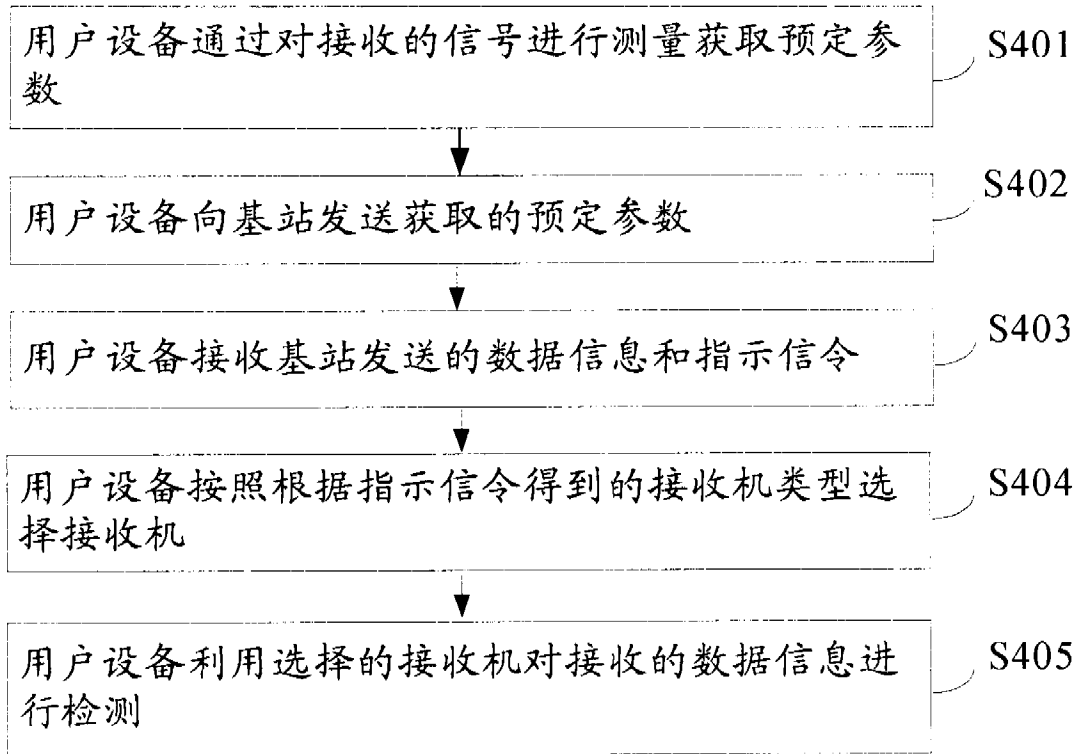 用户设备通过对接收的信号进行测量获取预定参
数
S401
用户设备向基站发送获取的预定参数
S402
用户设备接收基站发送的数据信息和指示信令
S403
用户设备按照根据指示信令得到的接收机类型选
择接收机
S404
用户设备利用选择的接收机对接收的数据信息进
行检测
S405